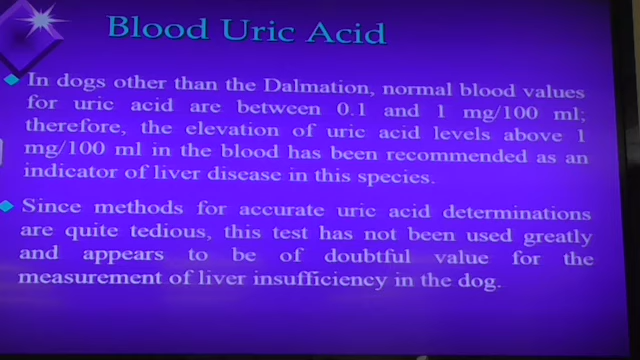 Blood Uric Acid
In dogs other than the Dalmation, normal blood values
for uric acid are between 0.1 and 1 mg/100 ml;
therefore, the elevation of uric acid levels above 1
mg/100 ml in the blood has been recommended as an
indicator of liver disease in this species.
Since methods for accurate uric acid determinations
are quite tedious, this test has not been used greatly
and appears to be of doubtful value for the
measurement of liver insufficiency in the dog.